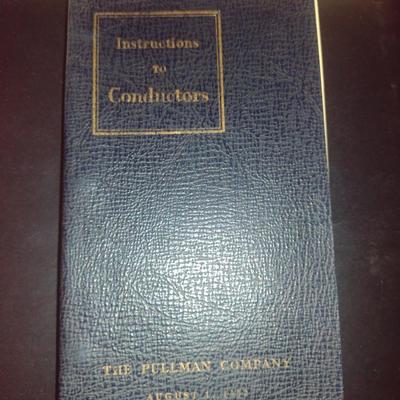 Instructions
TO
Conductors
THE PULLMAN COMPANY
AUGUST 1,